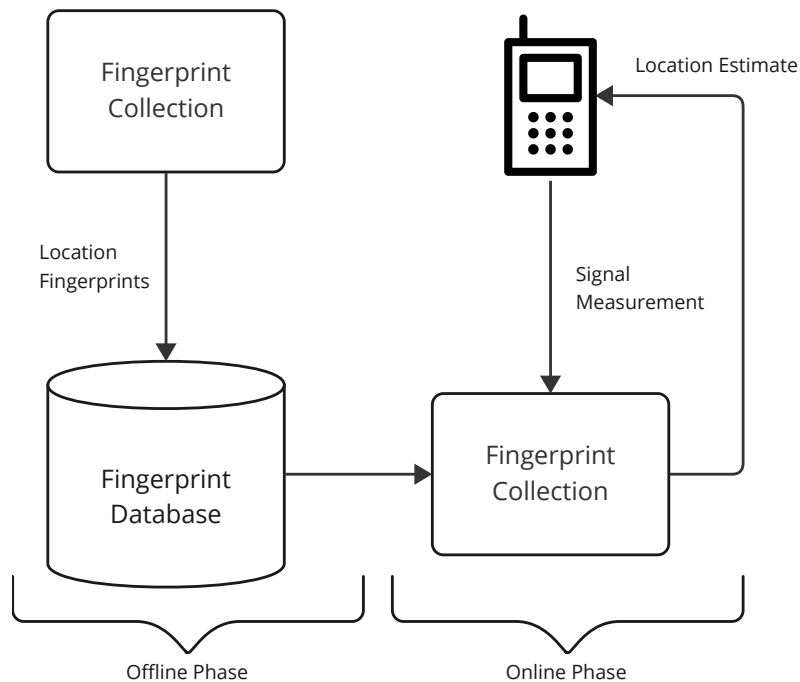 Fingerprint
Collection
Location Estimate
Location
Fingerprints
Signal
Measurement
Fingerprint
Database
Fingerprint
Collection
Offline Phase
Online Phase